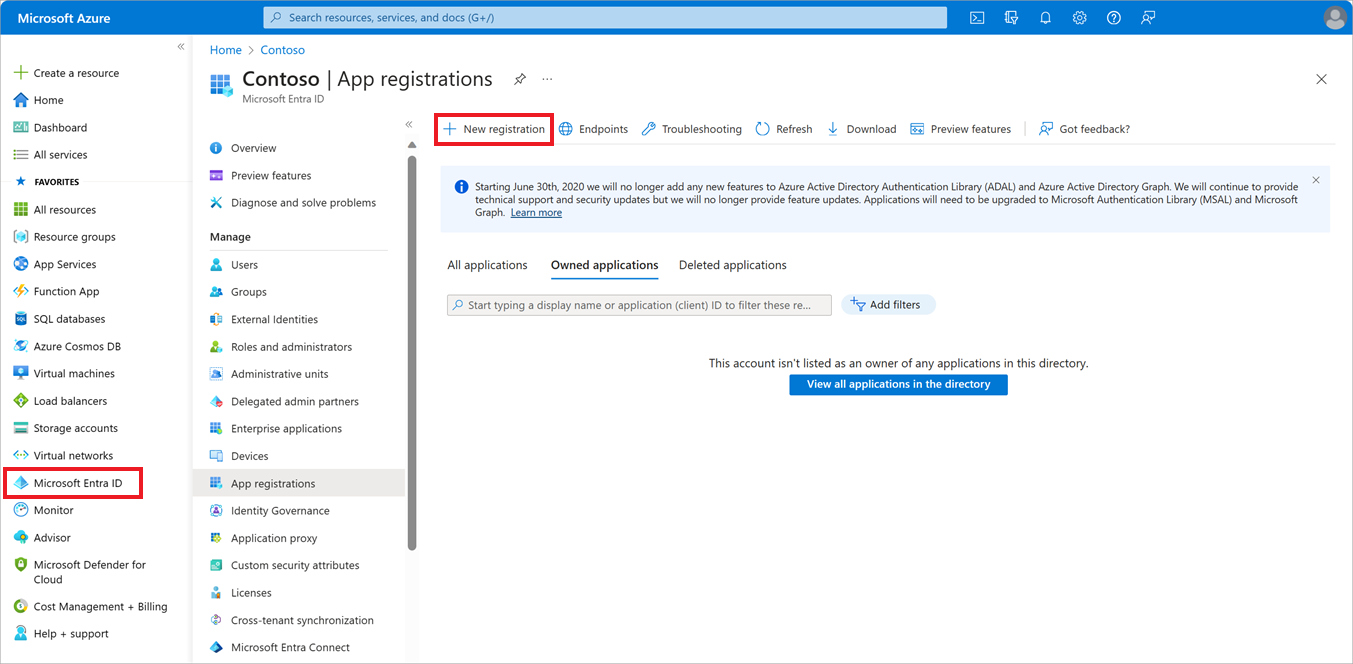 Microsoft Azure
Search resources, services, and docs (G+/)
Create a resource
Home
Dashboard
All services
FAVORITES
All resources
Resource groups
App Services
Function App
SQL databases
Azure Cosmos DB
Virtual machines
Load balancers
Storage accounts
Virtual networks
Microsoft Entra ID
Monitor
Advisor
Microsoft Defender for
Cloud
Cost Management + Billing
Help + support
Home > Contoso
Contoso | App registrations
Microsoft Entra ID
Overview
Preview features
Diagnose and solve problems
Manage
Users
Groups
External Identities
Roles and administrators
Administrative units
Delegated admin partners
Enterprise applications
Devices
App registrations
Identity Governance
Application proxy
Custom security attributes
Licenses
Cross-tenant synchronization
Microsoft Entra Connect
New registration Endpoints Troubleshooting Refresh Download Preview features Got feedback?
Starting June 30th, 2020 we will no longer add any new features to Azure Active Directory Authentication Library (ADAL) and Azure Active Directory Graph. We will continue to provide
technical support and security updates but we will no longer provide feature updates. Applications will need to be upgraded to Microsoft Authentication Library (MSAL) and Microsoft
Graph. Learn more
All applications Owned applications Deleted applications
Start typing a display name or application (client) ID to filter these re... Add filters
This account isn't listed as an owner of any applications in this directory.
View all applications in the directory